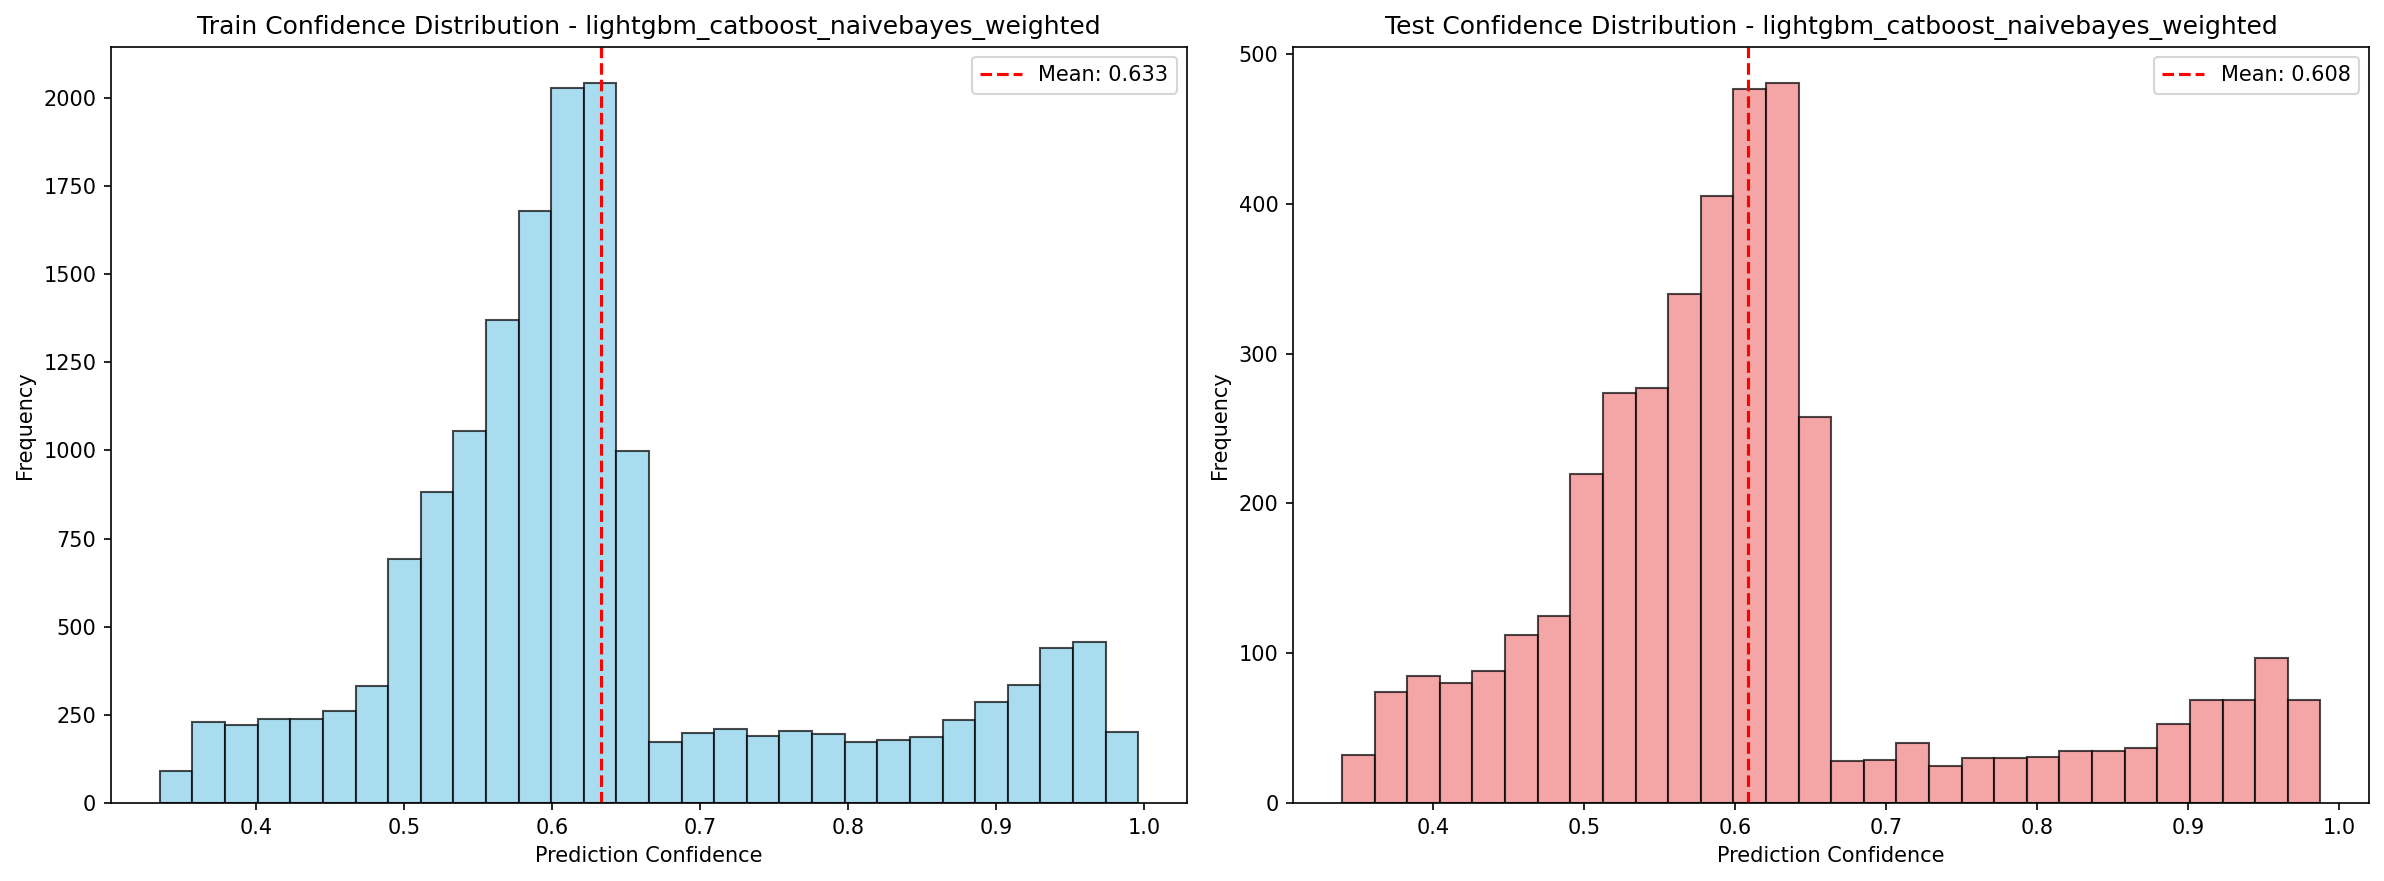 Train Confidence Distribution - lightgbm_catboost_naivebayes_weighted
Mean: 0.633
2000
1750
1500
1250
1000
750
500
250
0
Frequency
0.4 0.5 0.6 0.7 0.8 0.9 1.0
Prediction Confidence
Test Confidence Distribution - lightgbm_catboost_naivebayes_weighted
Mean: 0.608
500
400
300
200
100
0
Frequency
0.4 0.5 0.6 0.7 0.8 0.9 1.0
Prediction Confidence